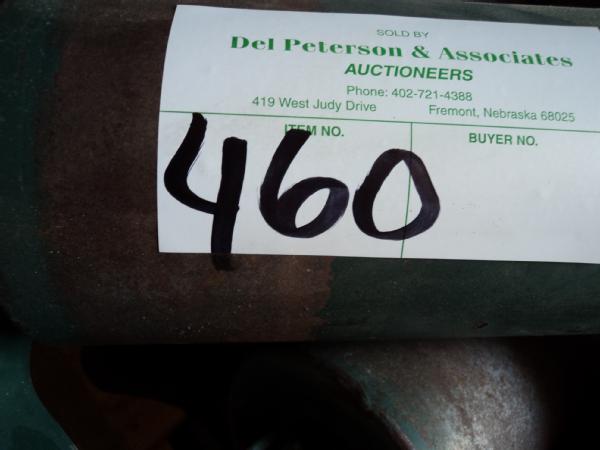 SOLD BY
Del Peterson & Associates
AUCTIONEERS
Phone: 402-721-4388
419 West Judy Drive Fremont, Nebraska 68025
ITEM NO. BUYER NO.
460